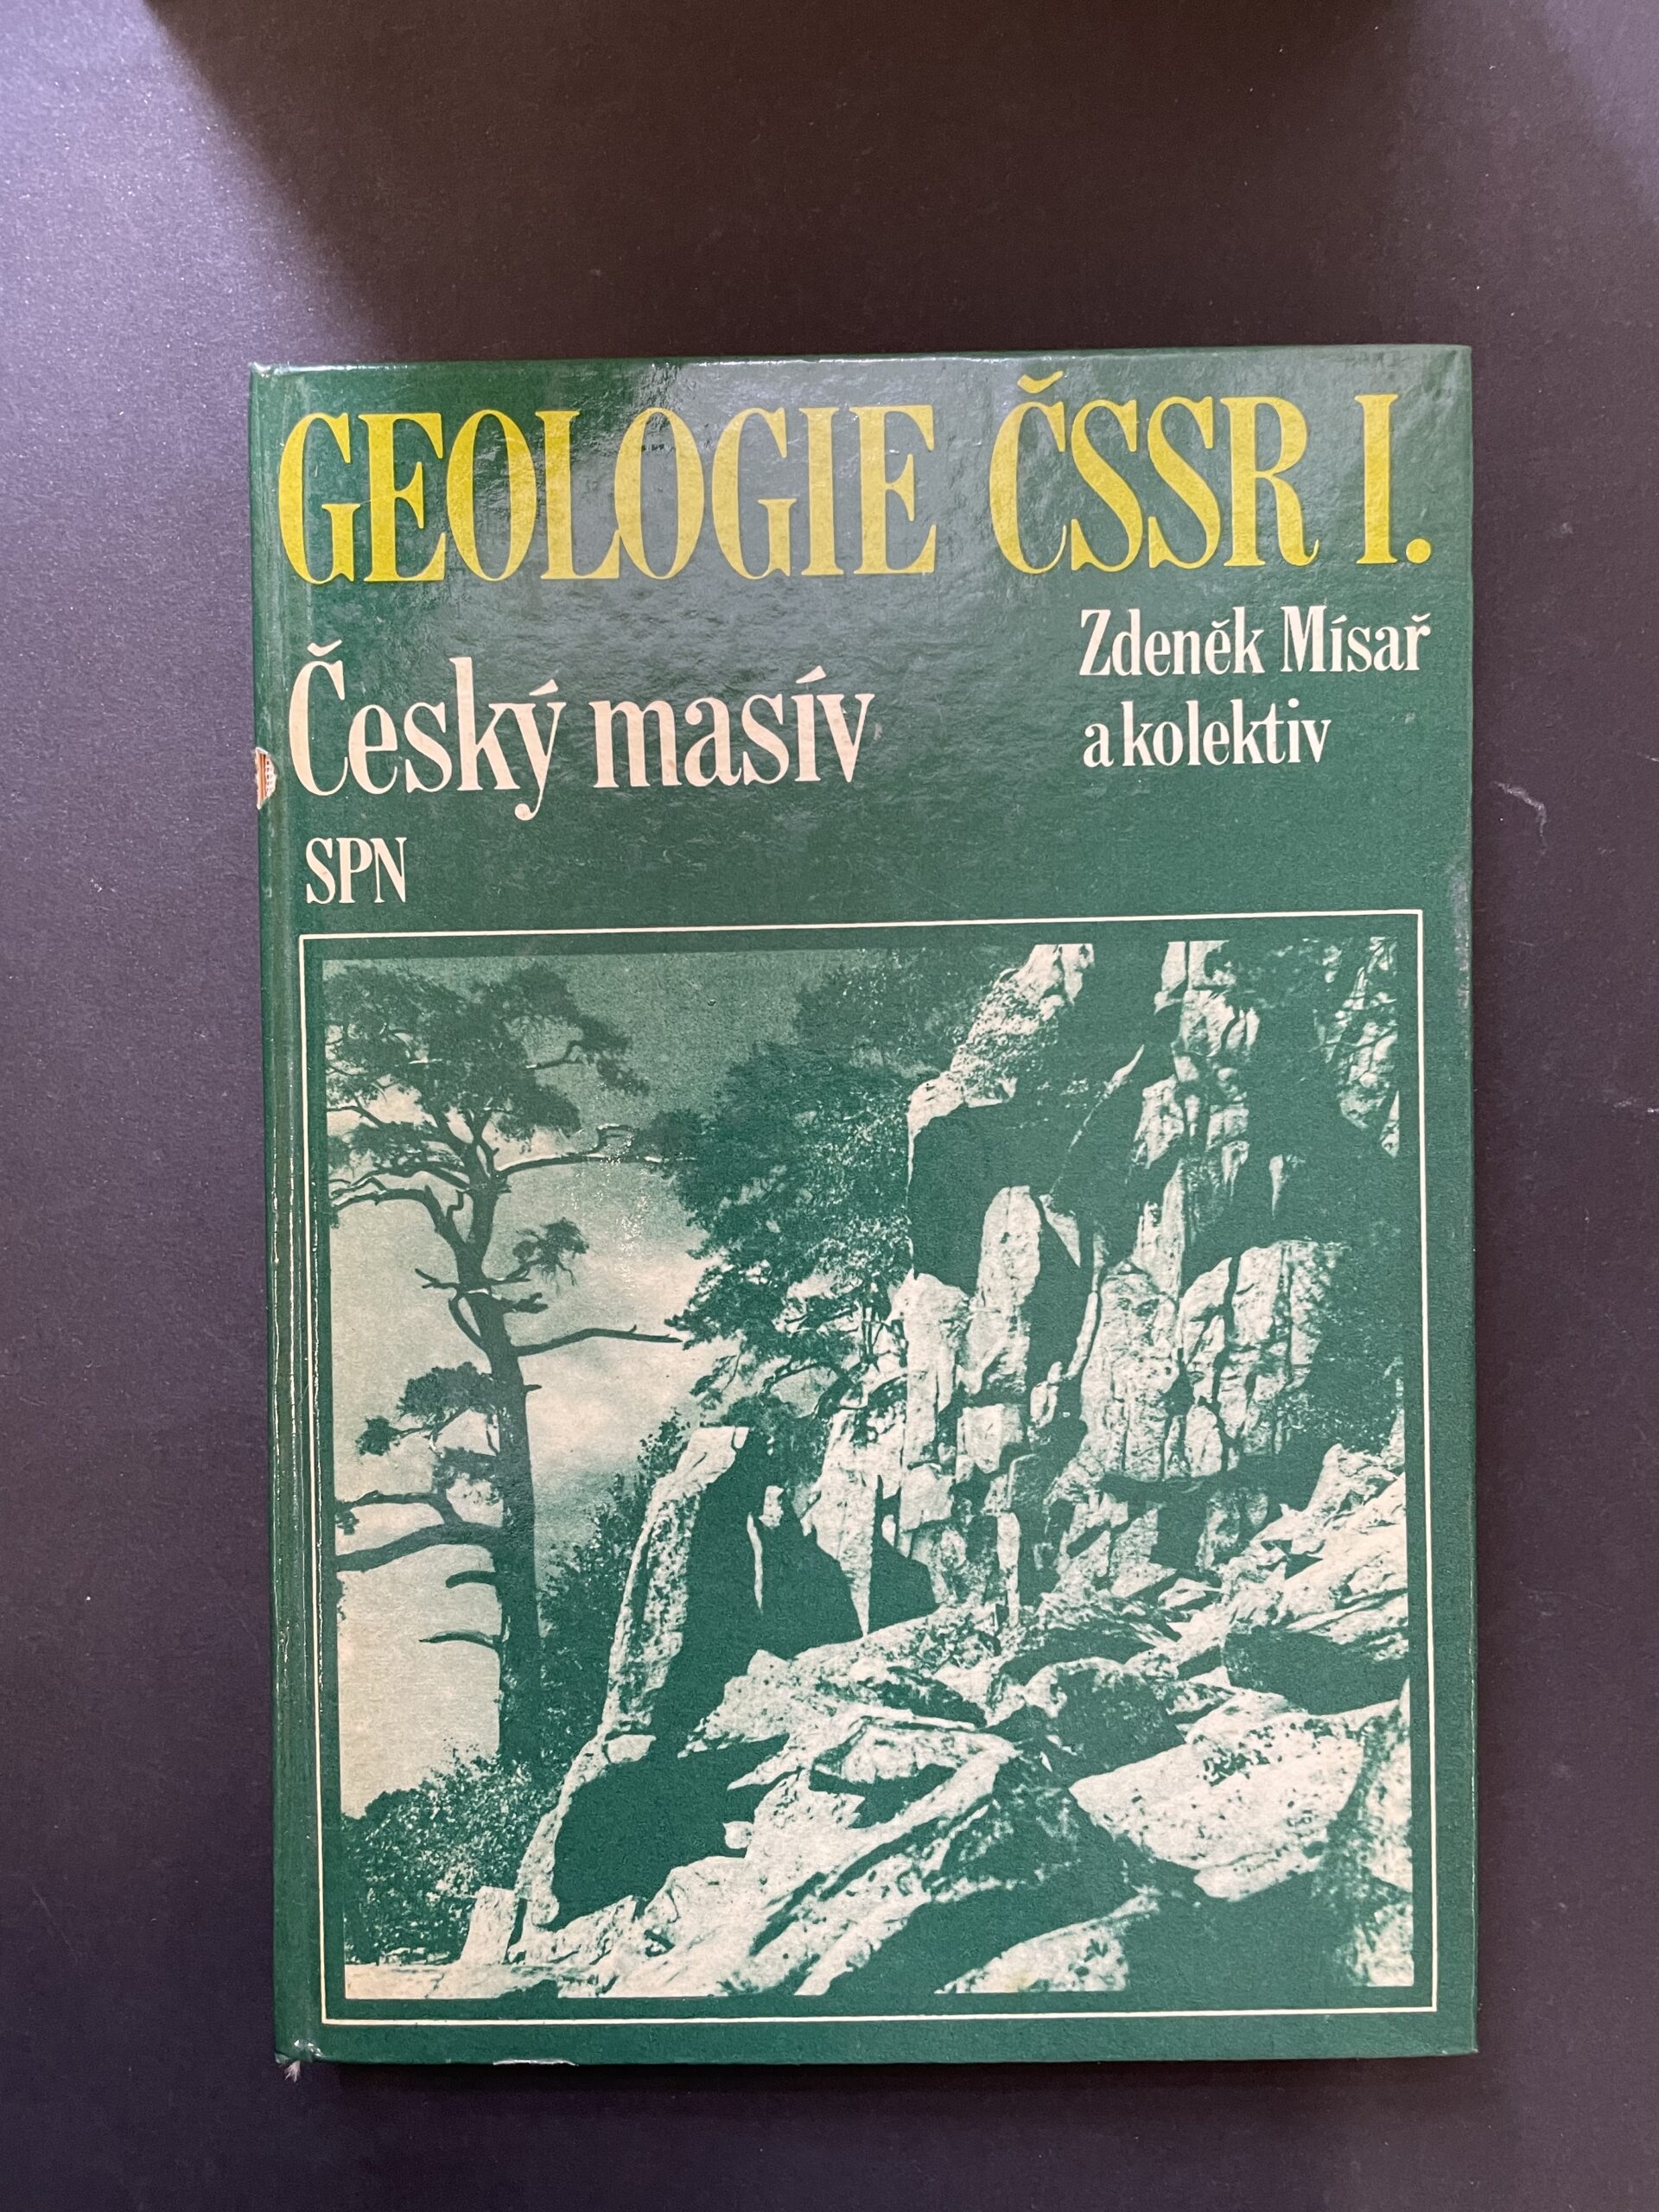 GEOLOGIE ČSSR I.
Zdeněk Mísař
a kolektiv
Český masív
SPN